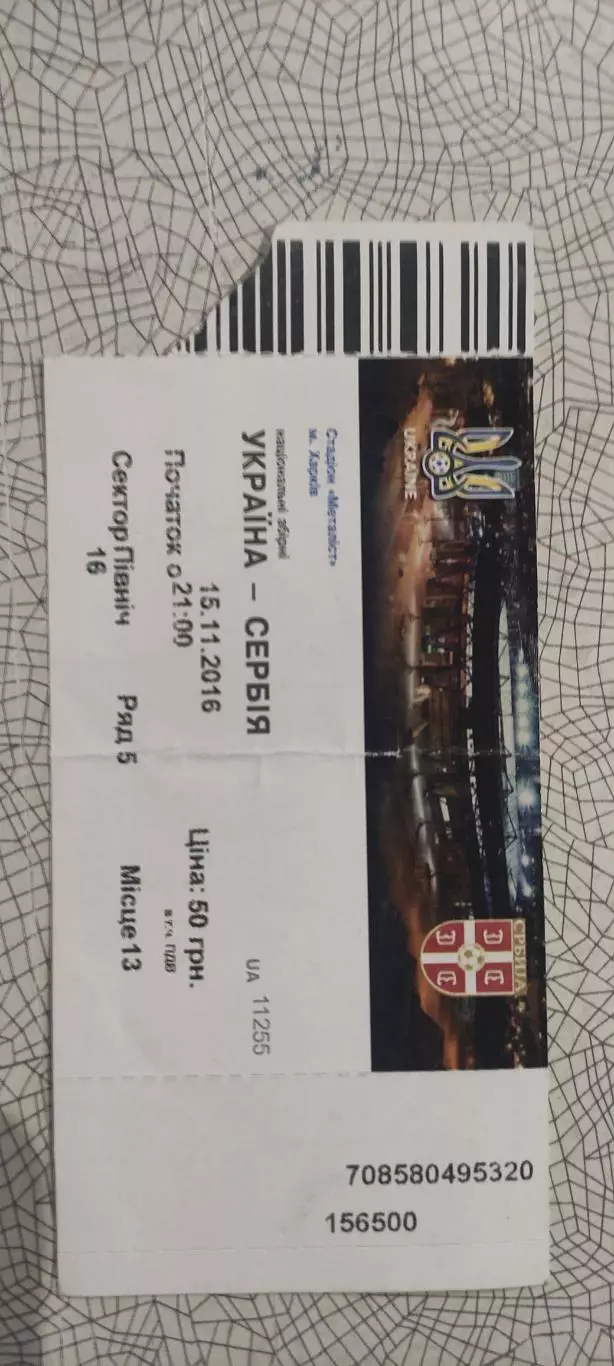 UKRAINE
СРБИЈА
Стадіон «Металіст»
м. Харків
національні збірні
УКРАЇНА – СЕРБІЯ
15.11.2016
UA 11255
Початок о 21:00
Ціна: 50 грн.
в т.ч. ПДВ
Сектор Північ 16
Ряд 5
Місце 13
708580495320
156500